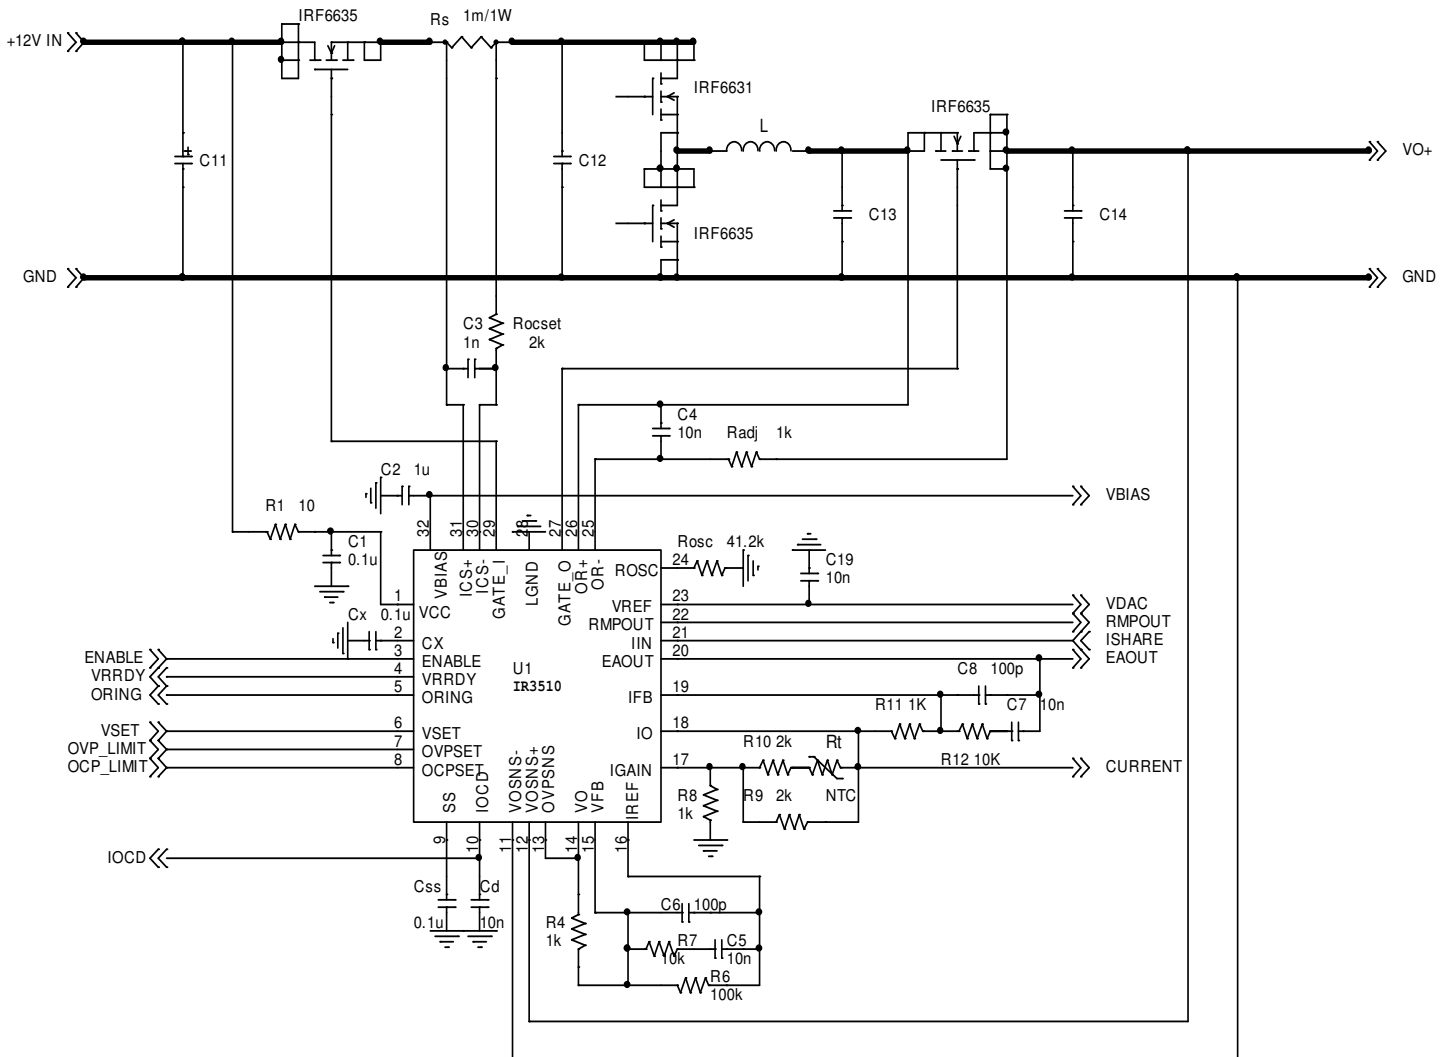 IRF6635
Rs 1m/1W
+12V IN
IRF6631
IRF6635
L
VO+
C11
C12
C13
C14
IRF6635
GND
GND
C3
1n
Rocset
2k
C4
10n
Radj 1k
C2 1u
VBIAS
R1 10
C1
0.1u
32
31
30
29
28
27
26
25
VBIAS
ICS+
ICS-
GATE_I
LGND
GATE_O
OR+
OR-
Rosc 41.2k
ROSC
24
C19
10n
1
VCC
Cx 0.1u
2
CX
VREF
23
VDAC
RMPOUT
22
RMPOUT
IIN
21
ISHARE
EAOUT
20
EAOUT
ENABLE
3
ENABLE
VRRDY
4
VRRDY
ORING
5
ORING
U1
IR3510
C8 100p
IFB
19
R11 1K
C7 10n
VSET
6
VSET
OVP_LIMIT
7
OVPSET
OCP_LIMIT
8
OCPSET
IO
18
R10 2k
Rt
R12 10K
IGAIN
17
CURRENT
R8
1k
R9 2k
NTC
SS
IOCD
VOSNS-
VOSNS+
OVPSNS
VO
VFB
IREF
9
10
11
12
13
14
15
16
IOCD
Css
0.1u
Cd
10n
C6 100p
R4
1k
R7
10k
C5
10n
R6
100k